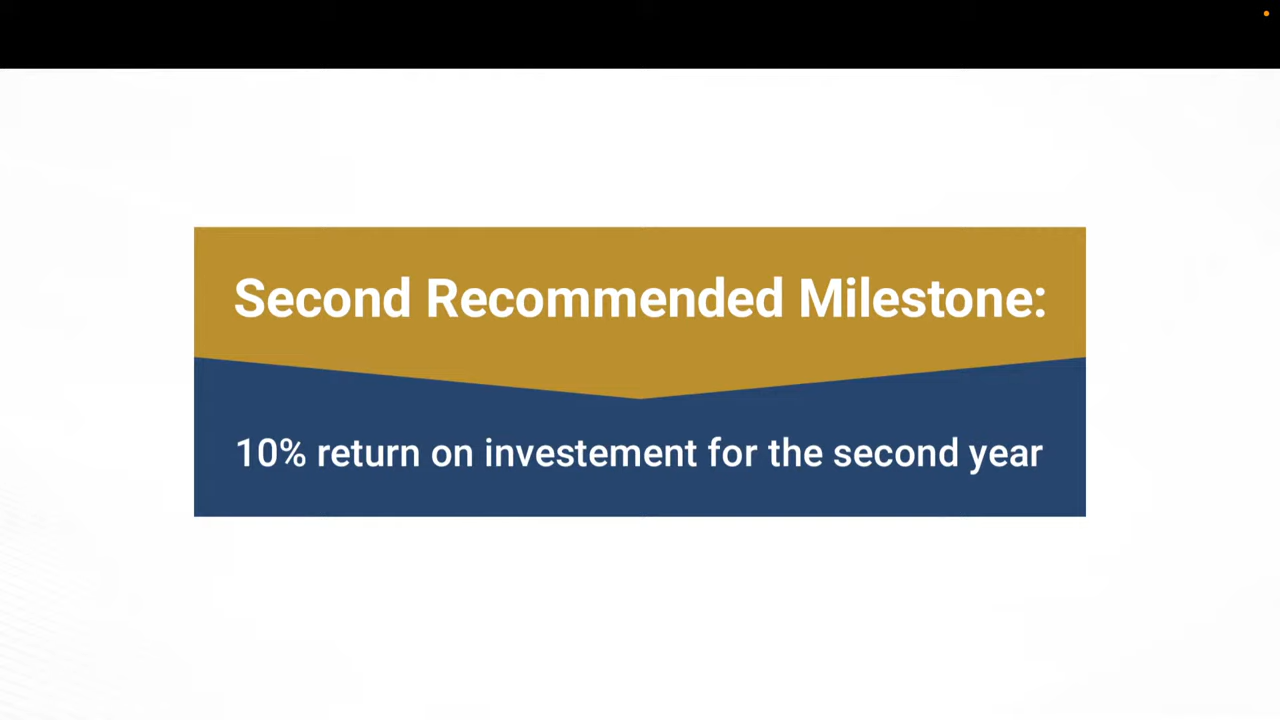 Second Recommended Milestone:
10% return on investement for the second year